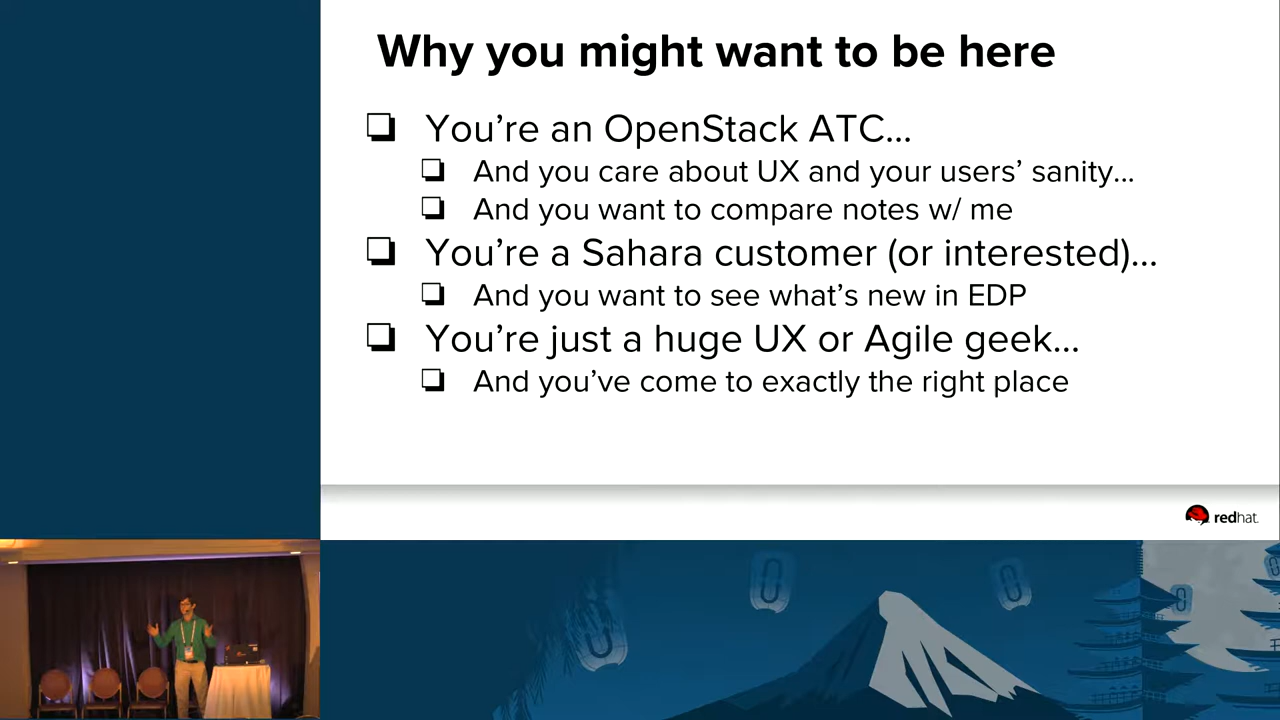 Why you might want to be here
You're an OpenStack ATC...
And you care about UX and your users' sanity...
And you want to compare notes w/ me
You're a Sahara customer (or interested)...
And you want to see what's new in EDP
You're just a huge UX or Agile geek...
And you've come to exactly the right place
redhat.